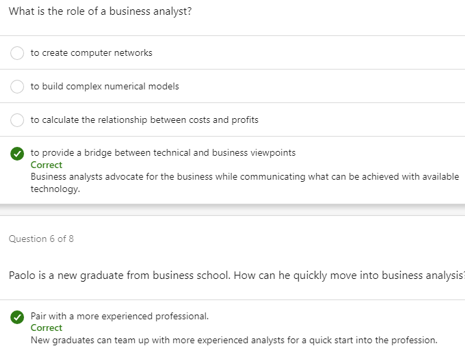 What is the role of a business analyst?
to create computer networks
to build complex numerical models
to calculate the relationship between costs and profits
to provide a bridge between technical and business viewpoints
Correct
Business analysts advocate for the business while communicating what can be achieved with available
technology.
Question 6 of 8
Paolo is a new graduate from business school. How can he quickly move into business analysis?
Pair with a more experienced professional.
Correct
New graduates can team up with more experienced analysts for a quick start into the profession.